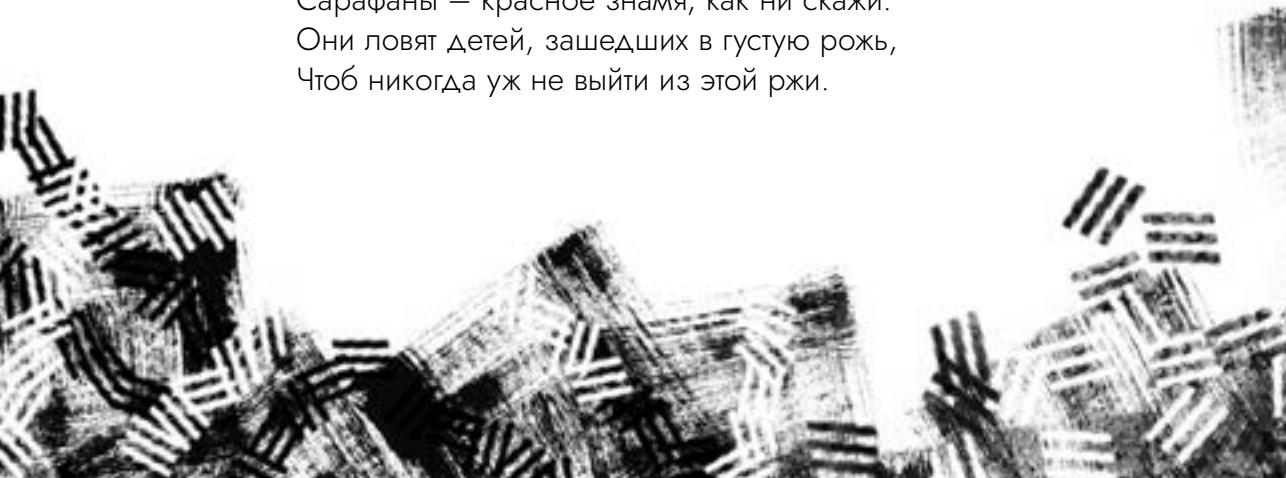 Сарафаны – красное знамя, как ни скажи.
Они ловят детей, зашедших в густую рожь,
Чтоб никогда уж не выйти из этой ржи.